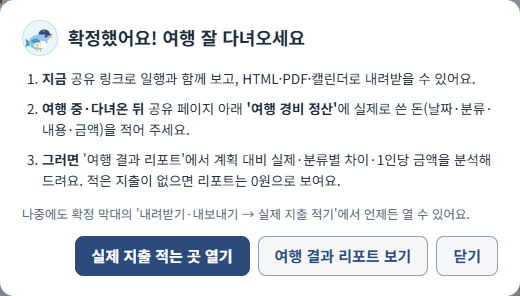 확정했어요! 여행 잘 다녀오세요
1. 지금 공유 링크로 일행과 함께 보고, HTML·PDF·캘린더로 내려받을 수 있어요.
2. 여행 중·다녀온 뒤 공유 페이지 아래 '여행 경비 정산'에 실제로 쓴 돈(날짜·분류·
내용·금액)을 적어 주세요.
3. 그러면 '여행 결과 리포트'에서 계획 대비 실제·분류별 차이·1인당 금액을 분석해
드려요. 적은 지출이 없으면 리포트는 0원으로 보여요.
나중에도 확정 막대의 '내려받기·내보내기 → 실제 지출 적기'에서 언제든 열 수 있어요.
실제 지출 적는 곳 열기
여행 결과 리포트 보기
닫기